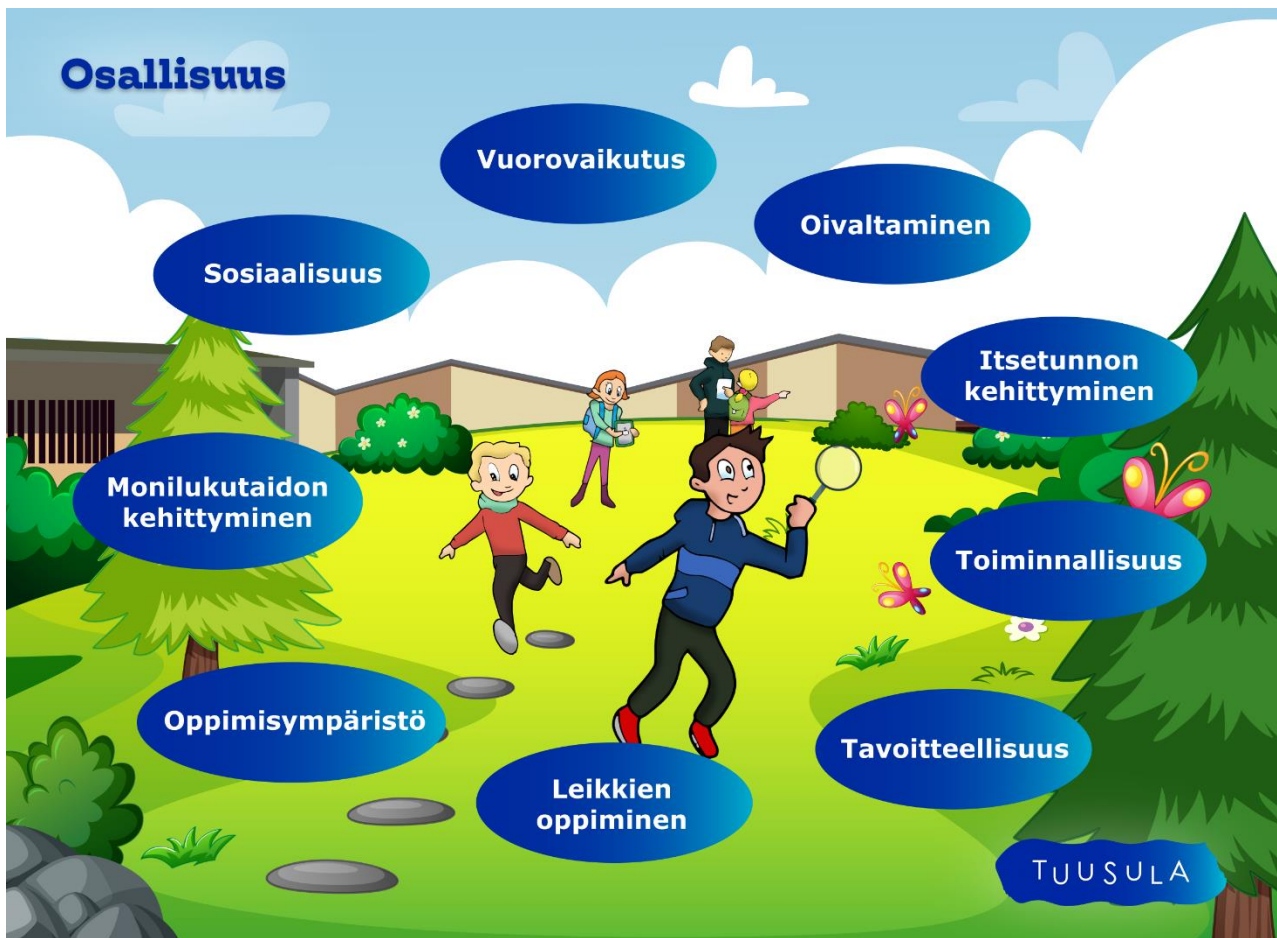 Osallisuus
Vuorovaikutus
Oivaltaminen
Sosiaalisuus
Itsetunnon
kehittyminen
Monilukutaidon
kehittyminen
Toiminnallisuus
Oppimisympäristö
Tavoitteellisuus
Leikkien
oppiminen
TUUSULA